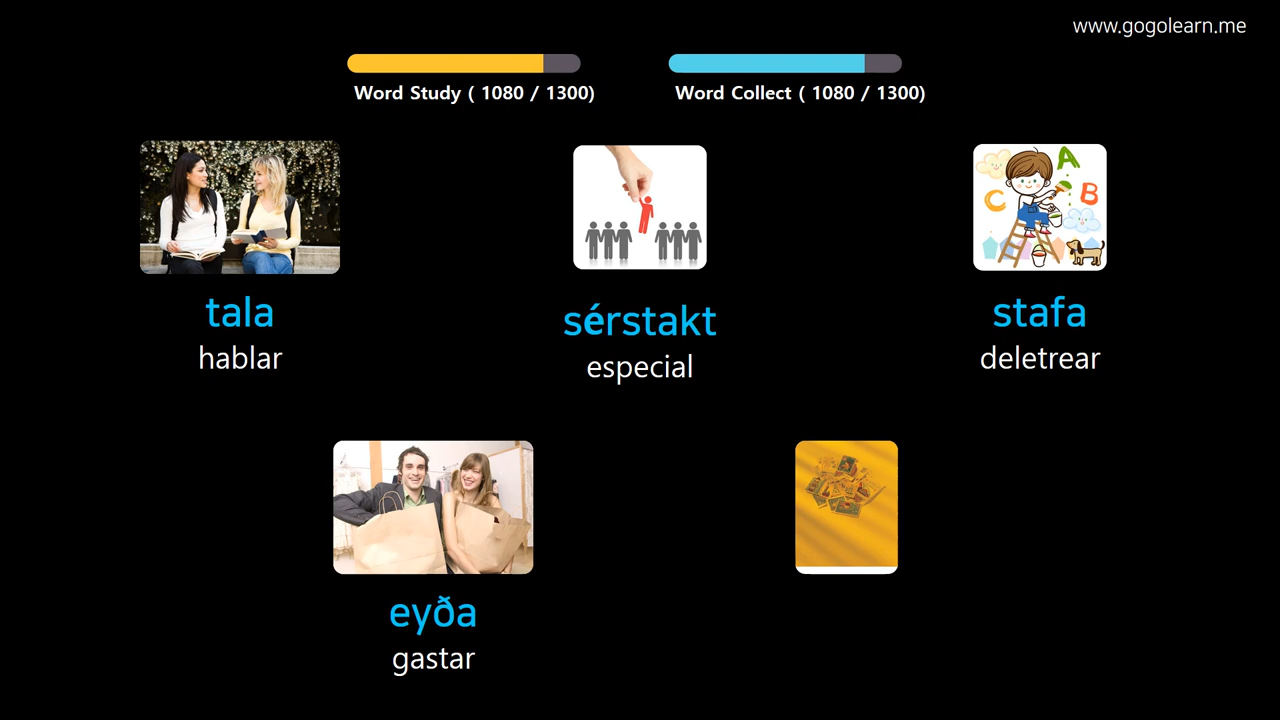 www.gogolearn.me
Word Study ( 1080 / 1300)
Word Collect ( 1080 / 1300)
tala
hablar
sérstakt
especial
A
B
C
stafa
deletrear
eyða
gastar